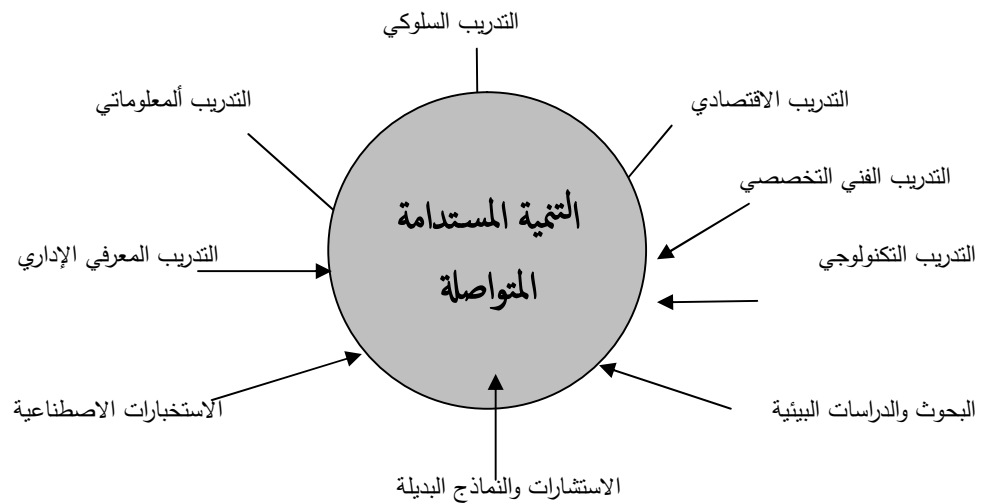 التدريب السلوكي
التدريب الاقتصادي
التدريب ألمعلوماتي
التدريب الفني التخصصي
التنمية المستدامة
المتواصلة
التدريب التكنولوجي
التدريب المعرفي الإداري
البحوث والدراسات البيئية
الاستخبارات الاصطناعية
الاستشارات والنماذج البديلة